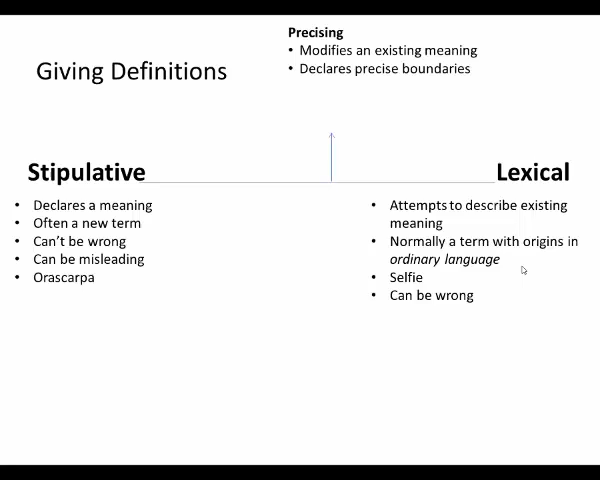 Precising
• Modifies an existing meaning
• Declares precise boundaries
Giving Definitions
Stipulative
• Declares a meaning
• Often a new term
• Can't be wrong
• Can be misleading
• Orascarpa
Lexical
• Attempts to describe existing
meaning
• Normally a term with origins in
ordinary language
• Selfie
• Can be wrong